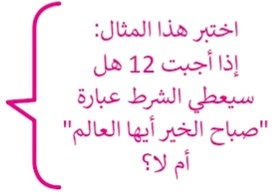 اختبر هذا المثال:
إذا أجبت 12 هل
سيعطي الشرط عبارة
"صباح الخير أيها العالم"
أم لا؟